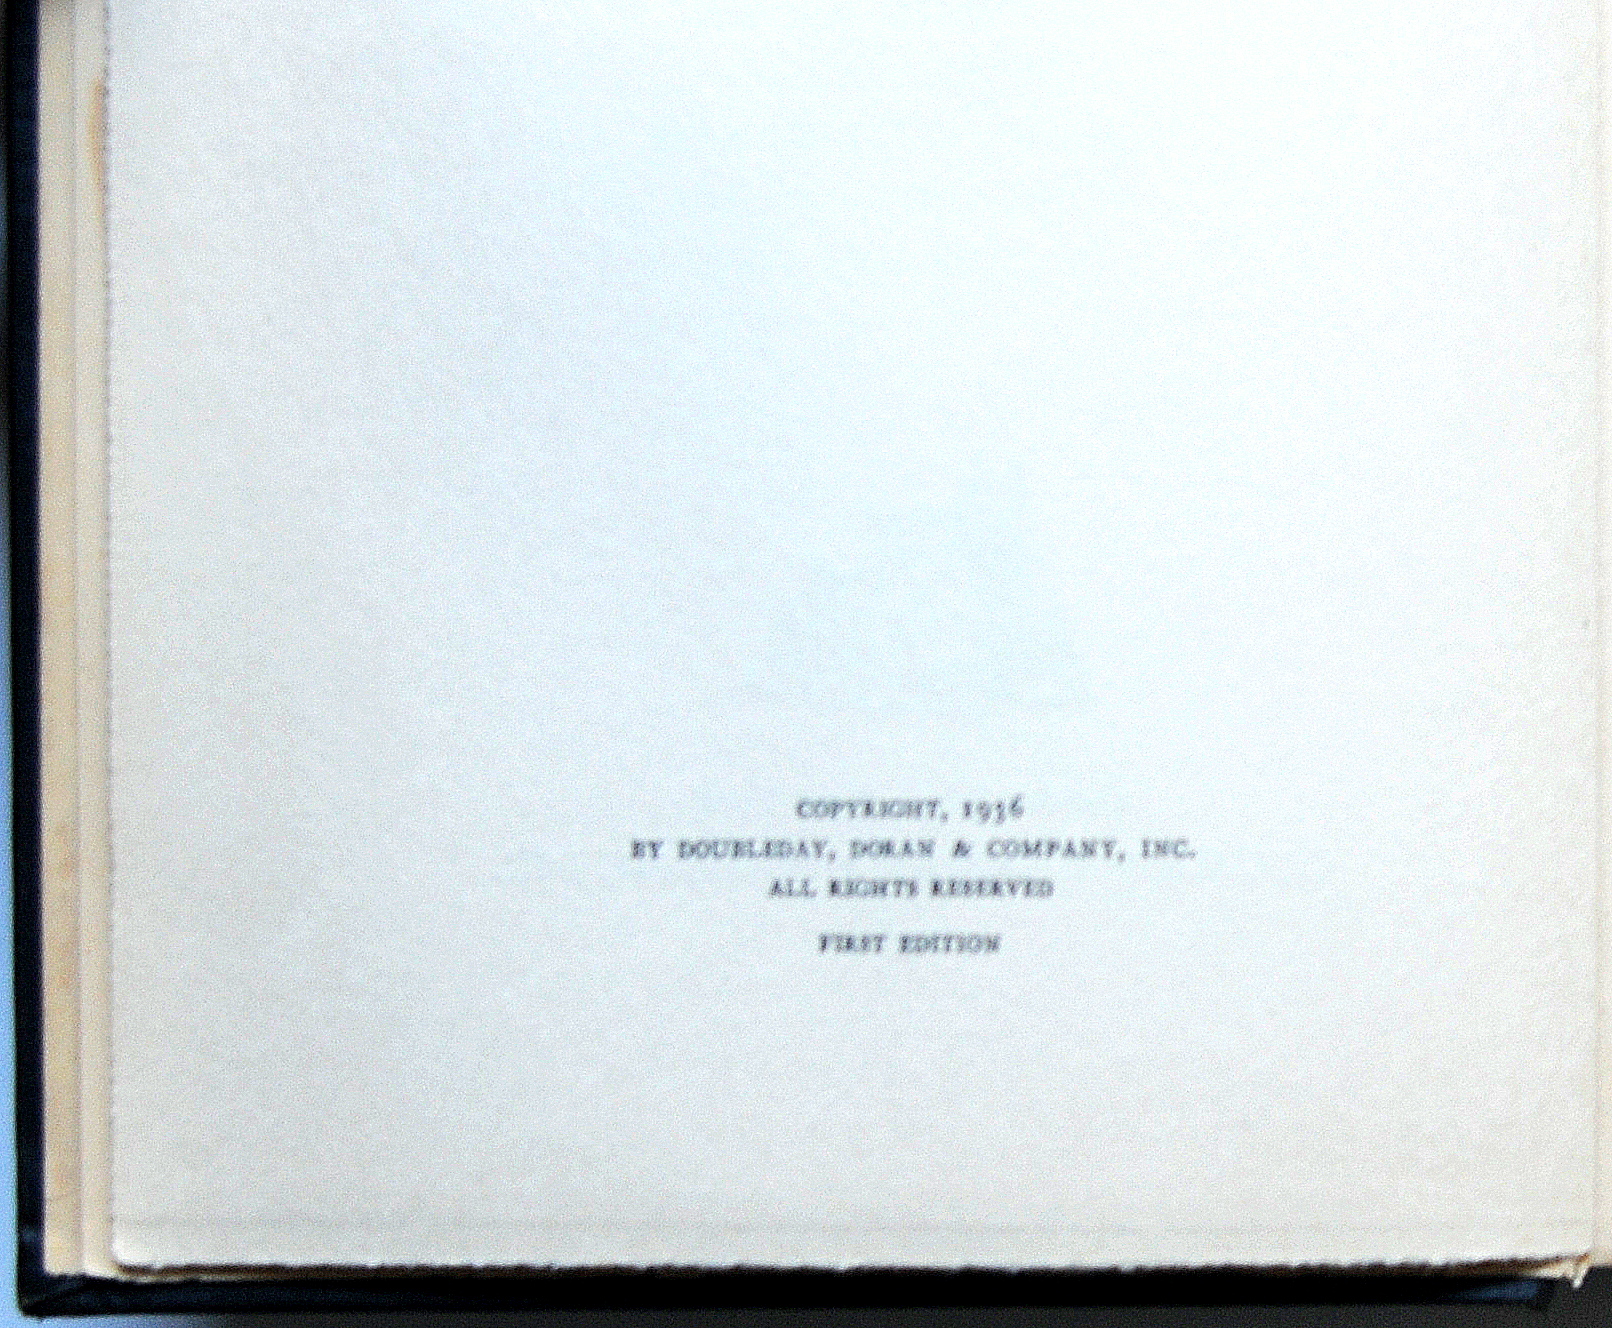 COPYRIGHT, 1936
BY DOUBLEDAY, DORAN & COMPANY, INC.
ALL RIGHTS RESERVED
FIRST EDITION